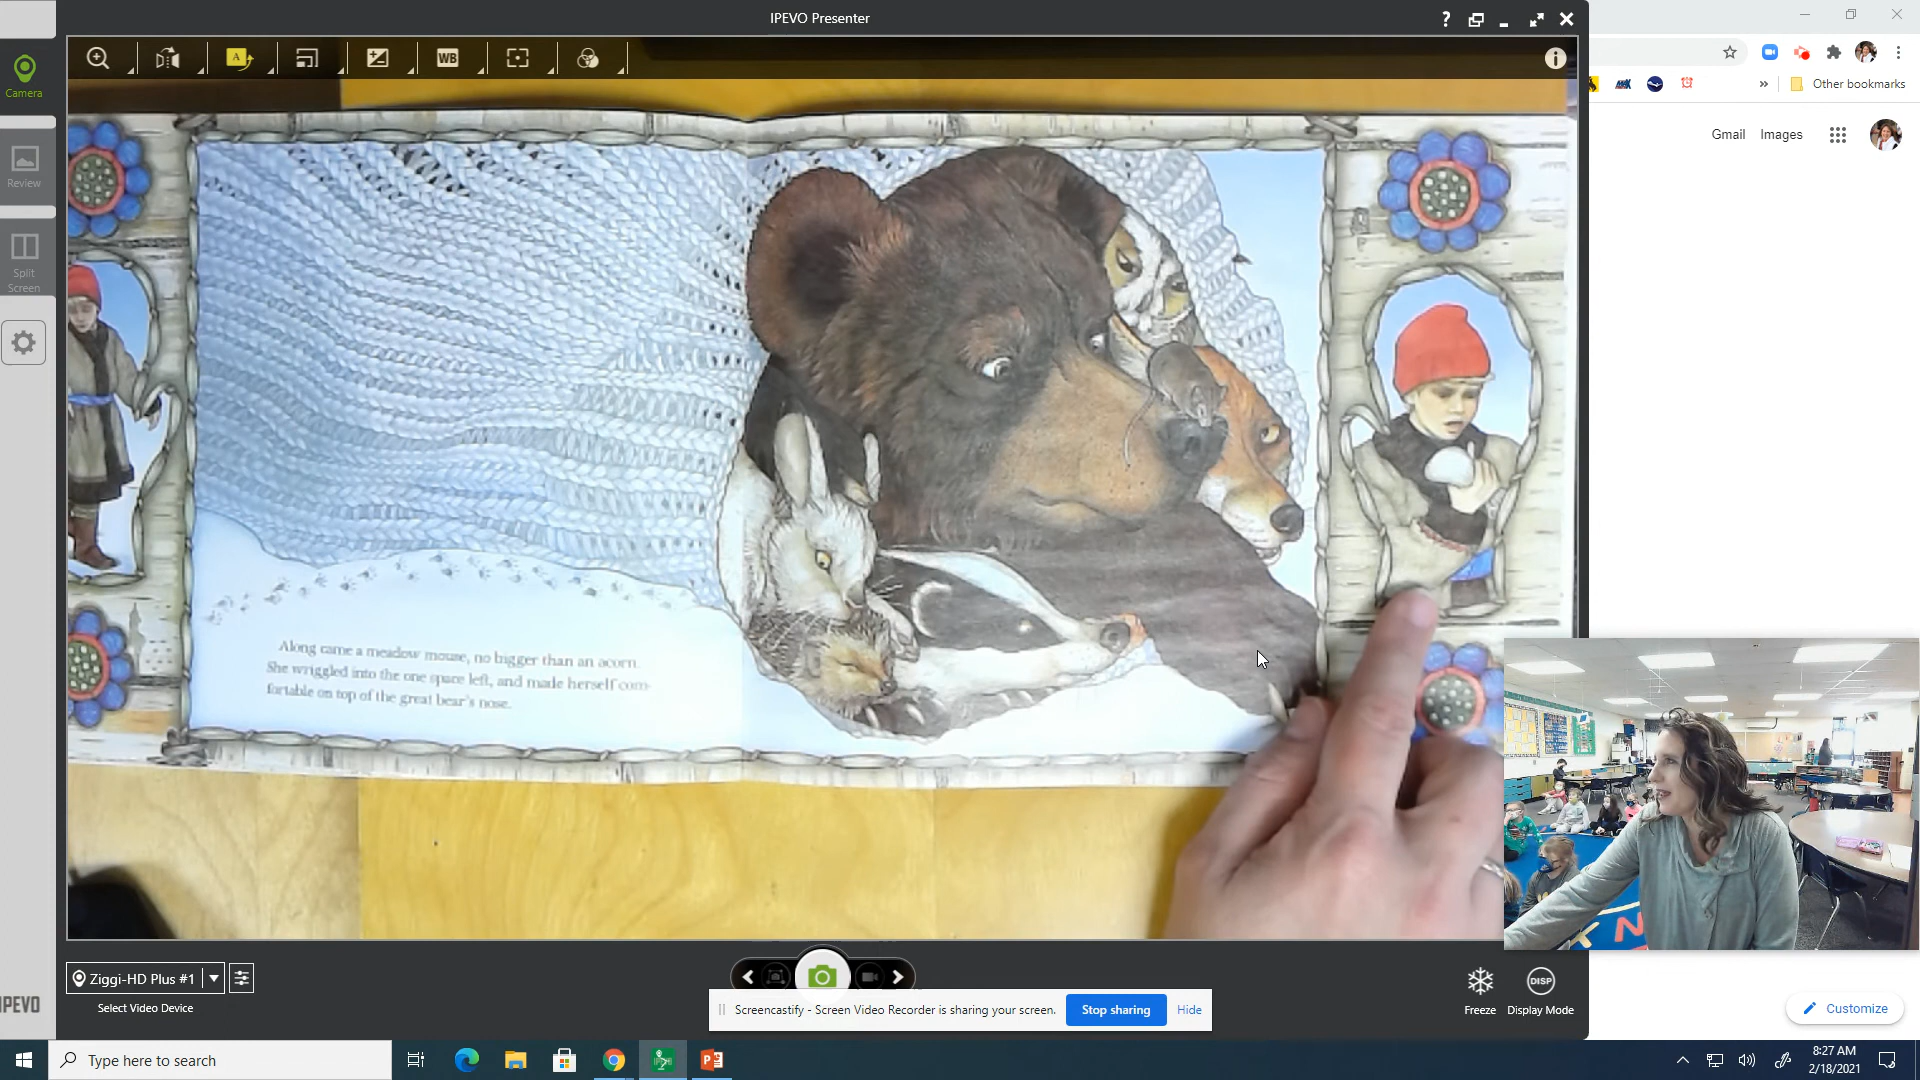 IPEVO Presenter
?
Camera
A
WB
i
Other bookmarks
Gmail
Images
Review
Split
Screen
Along came a meadow mouse, no bigger than an acorn.
She wriggled into the one space left, and made herself com-
fortable on top of the great bear's nose.
Ziggi-HD Plus #1
Select Video Device
Freeze
DISP
Display Mode
IPEVO
Screencastify - Screen Video Recorder is sharing your screen.
Stop sharing
Hide
Customize
Type here to search
8:27 AM
2/18/2021